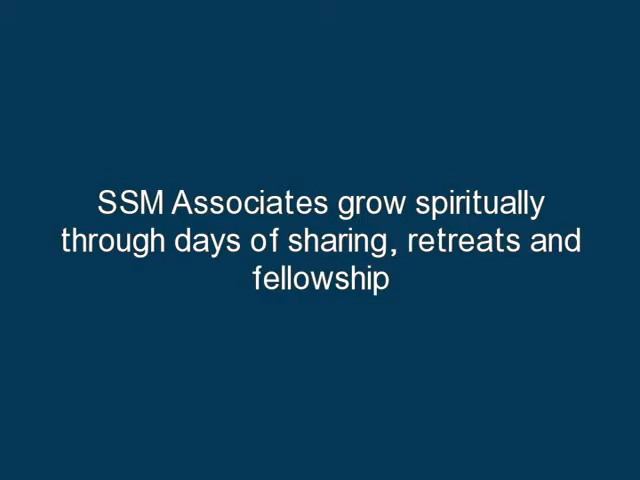 SSM Associates grow spiritually
through days of sharing, retreats and
fellowship